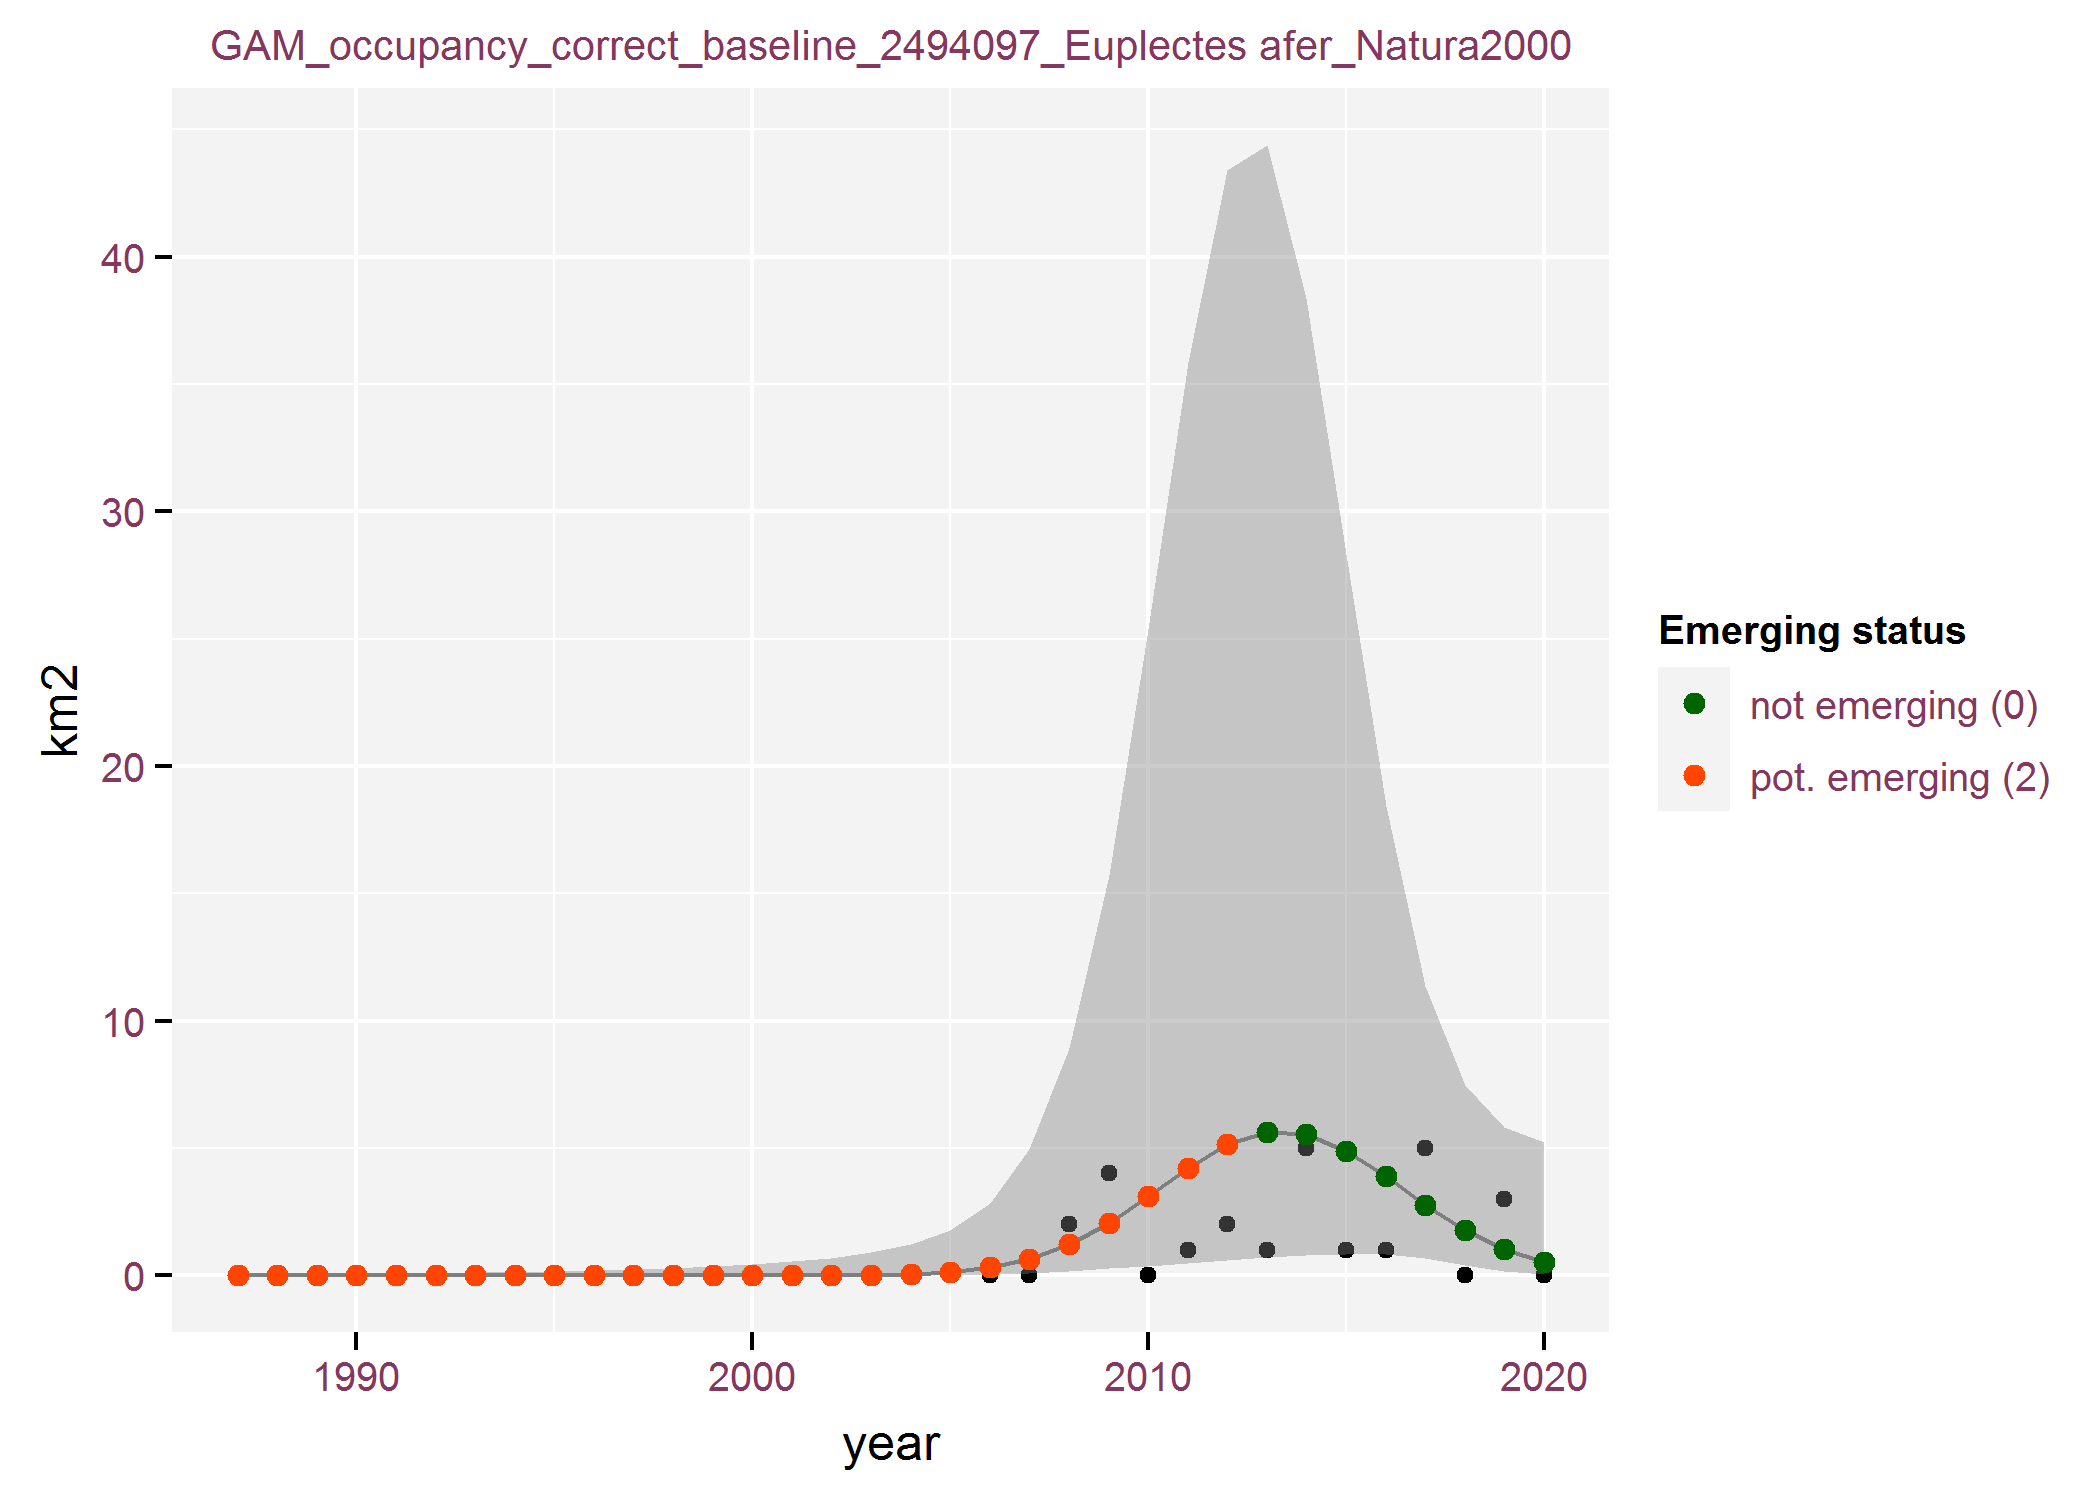 GAM_occupancy_correct_baseline_2494097_Euplectes afer_Natura2000
40
30
20
10
0
km2
1990
2000
2010
2020
year
Emerging status
not emerging (0)
pot. emerging (2)